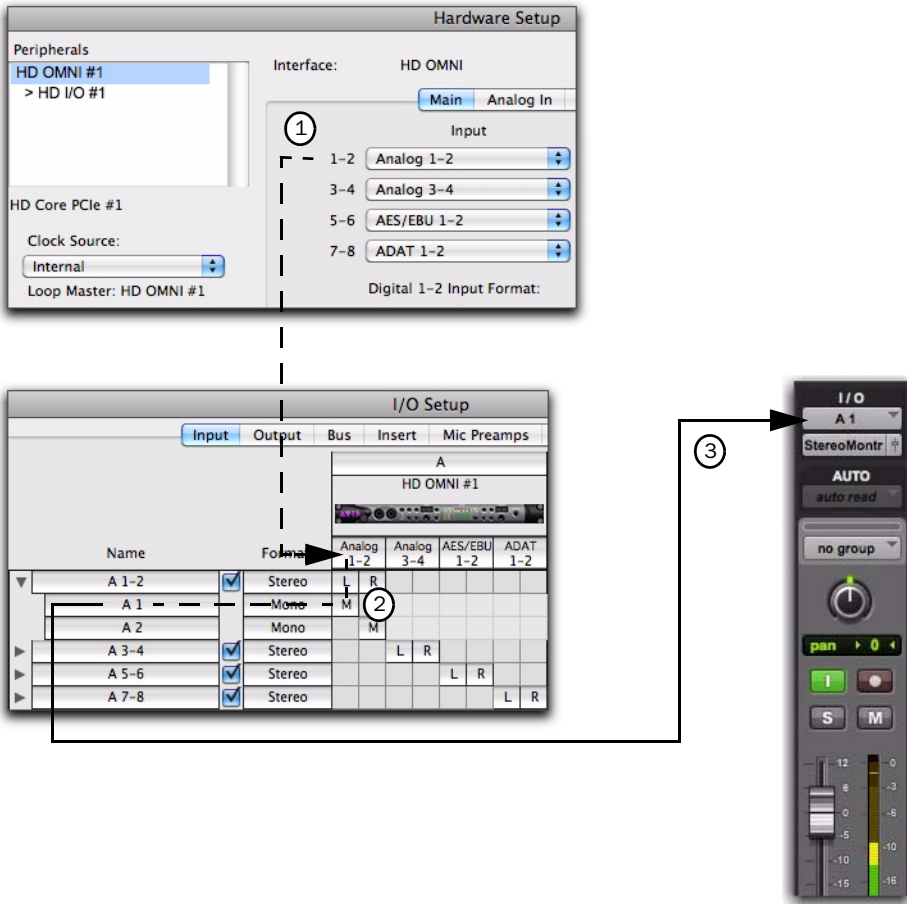 Hardware Setup
Peripherals
HD OMNI #1
> HD I/O #1
Interface: HD OMNI
Main Analog In
1
Input
1-2 Analog 1-2
3-4 Analog 3-4
HD Core PCIe #1
5-6 AES/EBU 1-2
Clock Source:
7-8 ADAT 1-2
Internal
Loop Master: HD OMNI #1
Digital 1-2 Input Format:
I/O Setup
Input Output Bus Insert Mic Preamps
A
HD OMNI #1
AVID
Name Format Analog 1-2 Analog 3-4 AES/EBU 1-2 ADAT 1-2
A 1-2 Stereo L R
A 1 Mono M
2
A 2 Mono M
A 3-4 Stereo L R
A 5-6 Stereo L R
A 7-8 Stereo L R
3
I/O
A 1
StereoMontr
AUTO
auto read
no group
pan 0
I
S M
12 0
6 -3
0 -6
-5
-10 -10
-15 -16